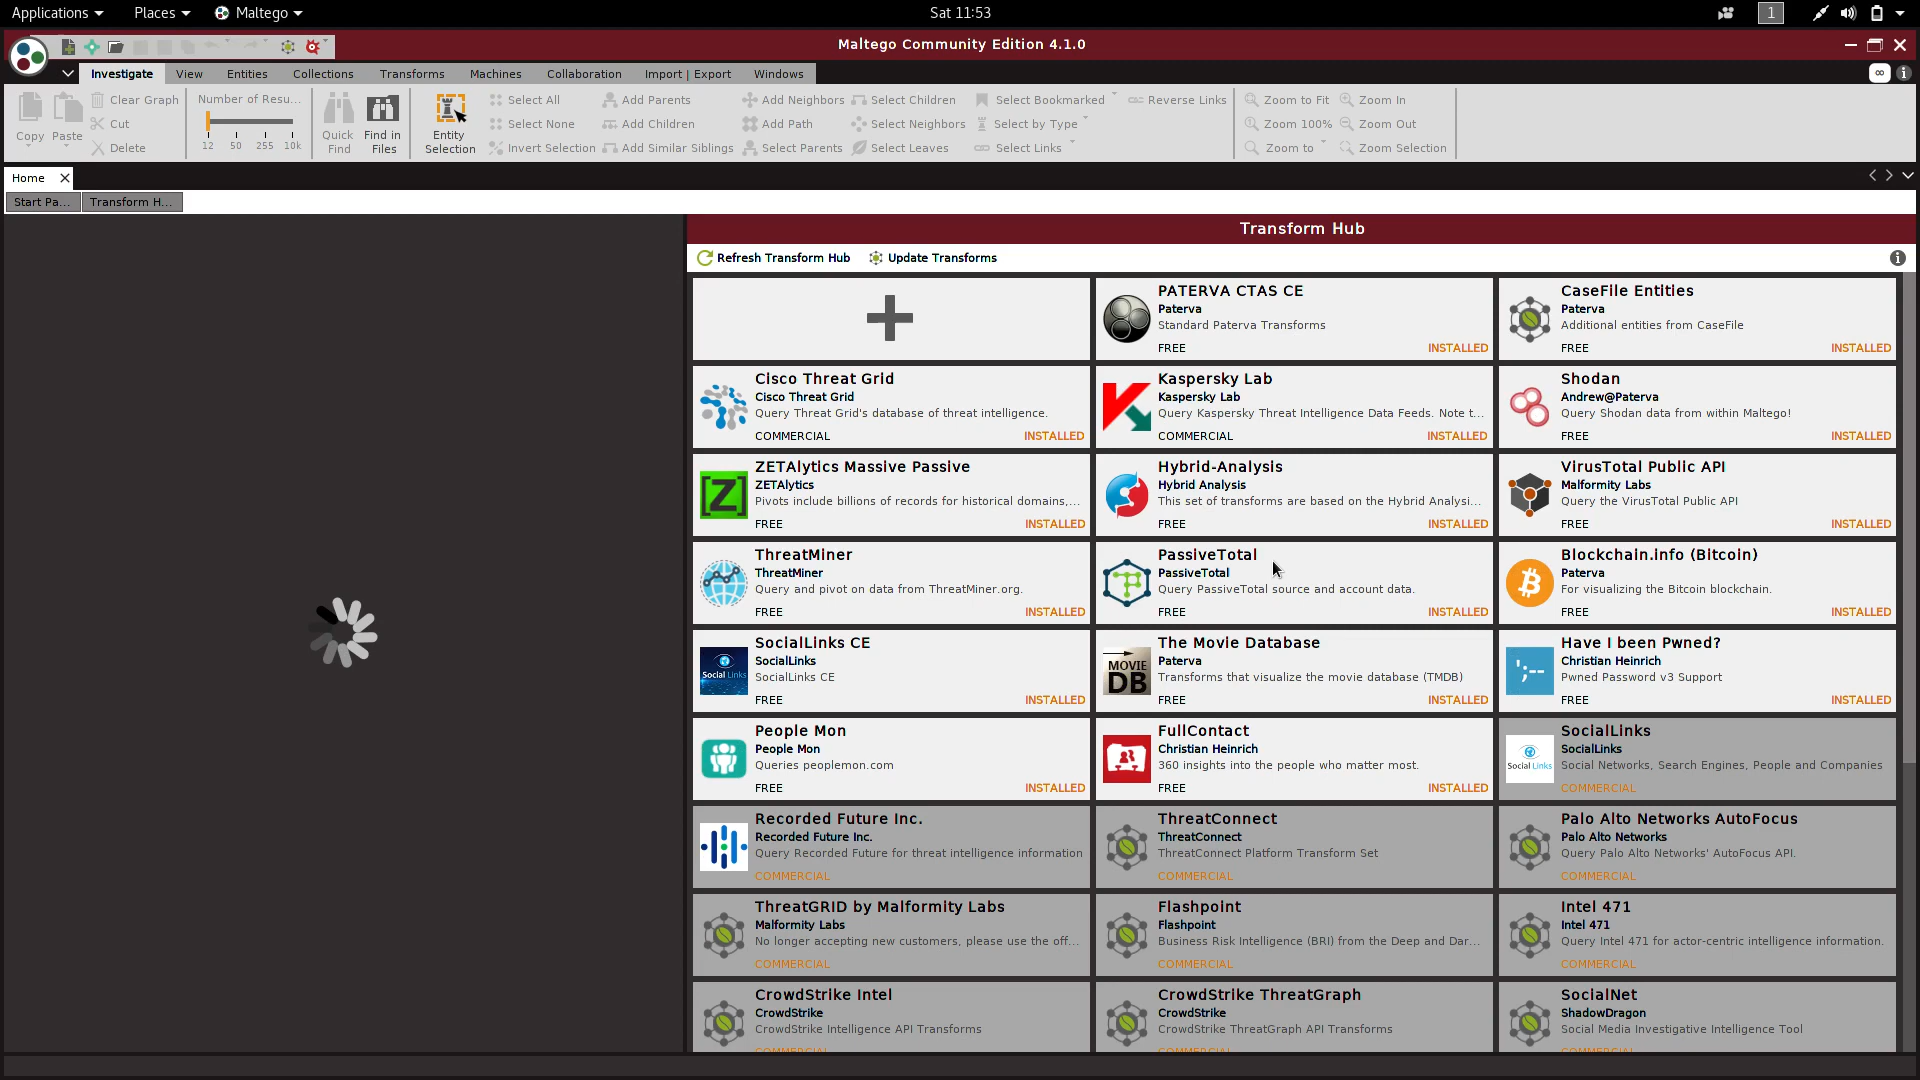 Applications Places Maltego Sat 11:53 1
Maltego Community Edition 4.1.0
Investigate View Entities Collections Transforms Machines Collaboration Import | Export Windows
Copy Paste Clear Graph Cut Delete
Number of Resu... 12 50 255 10k
Quick Find Find in Files Entity Selection
Select All Add Parents Add Neighbors Select Children Select Bookmarked Reverse Links Zoom to Fit Zoom In
Select None Add Children Add Path Select Neighbors Select by Type Zoom 100% Zoom Out
Invert Selection Add Similar Siblings Select Parents Select Leaves Select Links Zoom to Zoom Selection
Home
Start Pa... Transform H...
Transform Hub
Refresh Transform Hub Update Transforms
PATERVA CTAS CE
Paterva
Standard Paterva Transforms
FREE INSTALLED
CaseFile Entities
Paterva
Additional entities from CaseFile
FREE INSTALLED
Cisco Threat Grid
Cisco Threat Grid
Query Threat Grid's database of threat intelligence.
COMMERCIAL INSTALLED
Kaspersky Lab
Kaspersky Lab
Query Kaspersky Threat Intelligence Data Feeds. Note t...
COMMERCIAL INSTALLED
Shodan
Andrew@Paterva
Query Shodan data from within Maltego!
FREE INSTALLED
ZETAlytics Massive Passive
ZETAlytics
Pivots include billions of records for historical domains,...
FREE INSTALLED
Hybrid-Analysis
Hybrid Analysis
This set of transforms are based on the Hybrid Analysi...
FREE INSTALLED
VirusTotal Public API
Malformity Labs
Query the VirusTotal Public API
FREE INSTALLED
ThreatMiner
ThreatMiner
Query and pivot on data from ThreatMiner.org.
FREE INSTALLED
PassiveTotal
PassiveTotal
Query PassiveTotal source and account data.
FREE INSTALLED
Blockchain.info (Bitcoin)
Paterva
For visualizing the Bitcoin blockchain.
FREE INSTALLED
Social Links
SocialLinks CE
SocialLinks
SocialLinks CE
FREE INSTALLED
MOVIE DB
The Movie Database
Paterva
Transforms that visualize the movie database (TMDB)
FREE INSTALLED
';--
Have I been Pwned?
Christian Heinrich
Pwned Password v3 Support
FREE INSTALLED
People Mon
People Mon
Queries peoplemon.com
FREE INSTALLED
FullContact
Christian Heinrich
360 insights into the people who matter most.
FREE INSTALLED
Social Links
SocialLinks
SocialLinks
Social Networks, Search Engines, People and Companies
COMMERCIAL
Recorded Future Inc.
Recorded Future Inc.
Query Recorded Future for threat intelligence information
COMMERCIAL
ThreatConnect
ThreatConnect
ThreatConnect Platform Transform Set
COMMERCIAL
Palo Alto Networks AutoFocus
Palo Alto Networks
Query Palo Alto Networks' AutoFocus API.
COMMERCIAL
ThreatGRID by Malformity Labs
Malformity Labs
No longer accepting new customers, please use the off...
COMMERCIAL
Flashpoint
Flashpoint
Business Risk Intelligence (BRI) from the Deep and Dar...
COMMERCIAL
Intel 471
Intel 471
Query Intel 471 for actor-centric intelligence information.
COMMERCIAL
CrowdStrike Intel
CrowdStrike
CrowdStrike Intelligence API Transforms
COMMERCIAL
CrowdStrike ThreatGraph
CrowdStrike
CrowdStrike ThreatGraph API Transforms
COMMERCIAL
SocialNet
ShadowDragon
Social Media Investigative Intelligence Tool
COMMERCIAL